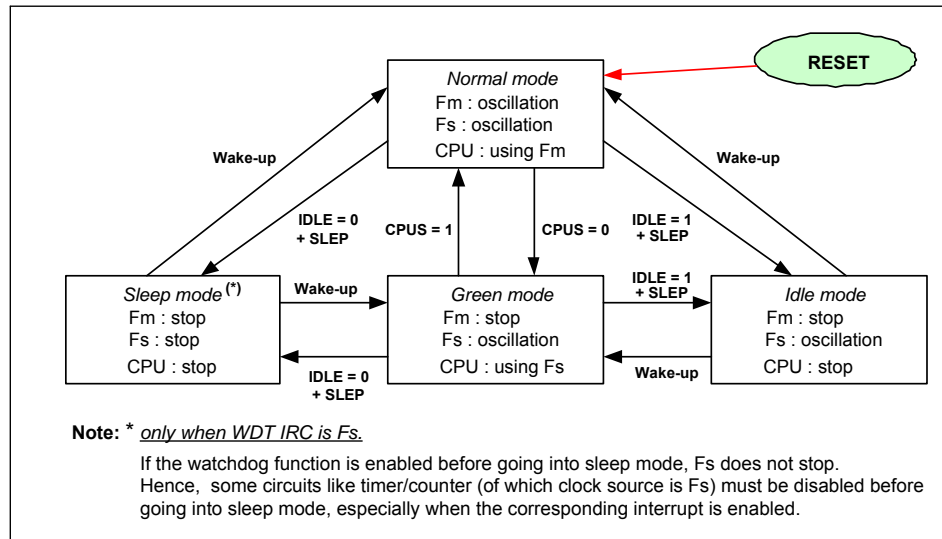 RESET
Normal mode
Fm : oscillation
Fs : oscillation
CPU : using Fm
Wake-up
Wake-up
IDLE = 0
+ SLEP
CPUS = 1
CPUS = 0
IDLE = 1
+ SLEP
Sleep mode (*)
Fm : stop
Fs : stop
CPU : stop
Wake-up
IDLE = 0
+ SLEP
Green mode
Fm : stop
Fs : oscillation
CPU : using Fs
IDLE = 1
+ SLEP
Wake-up
Idle mode
Fm : stop
Fs : oscillation
CPU : stop
Note: * only when WDT IRC is Fs.
If the watchdog function is enabled before going into sleep mode, Fs does not stop.
Hence, some circuits like timer/counter (of which clock source is Fs) must be disabled before
going into sleep mode, especially when the corresponding interrupt is enabled.